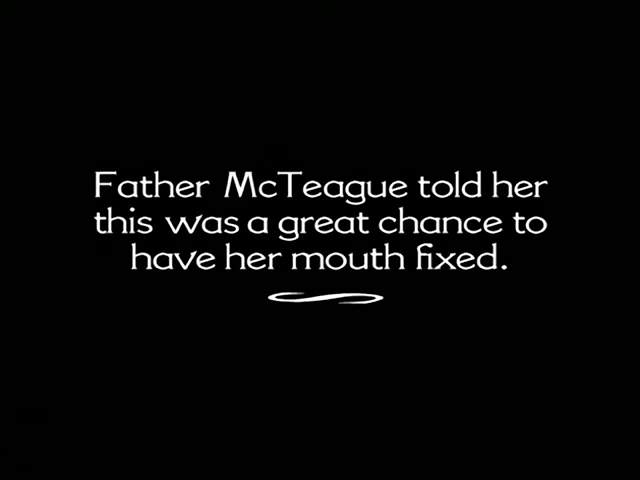 Father McTeague told her
this was a great chance to
have her mouth fixed.